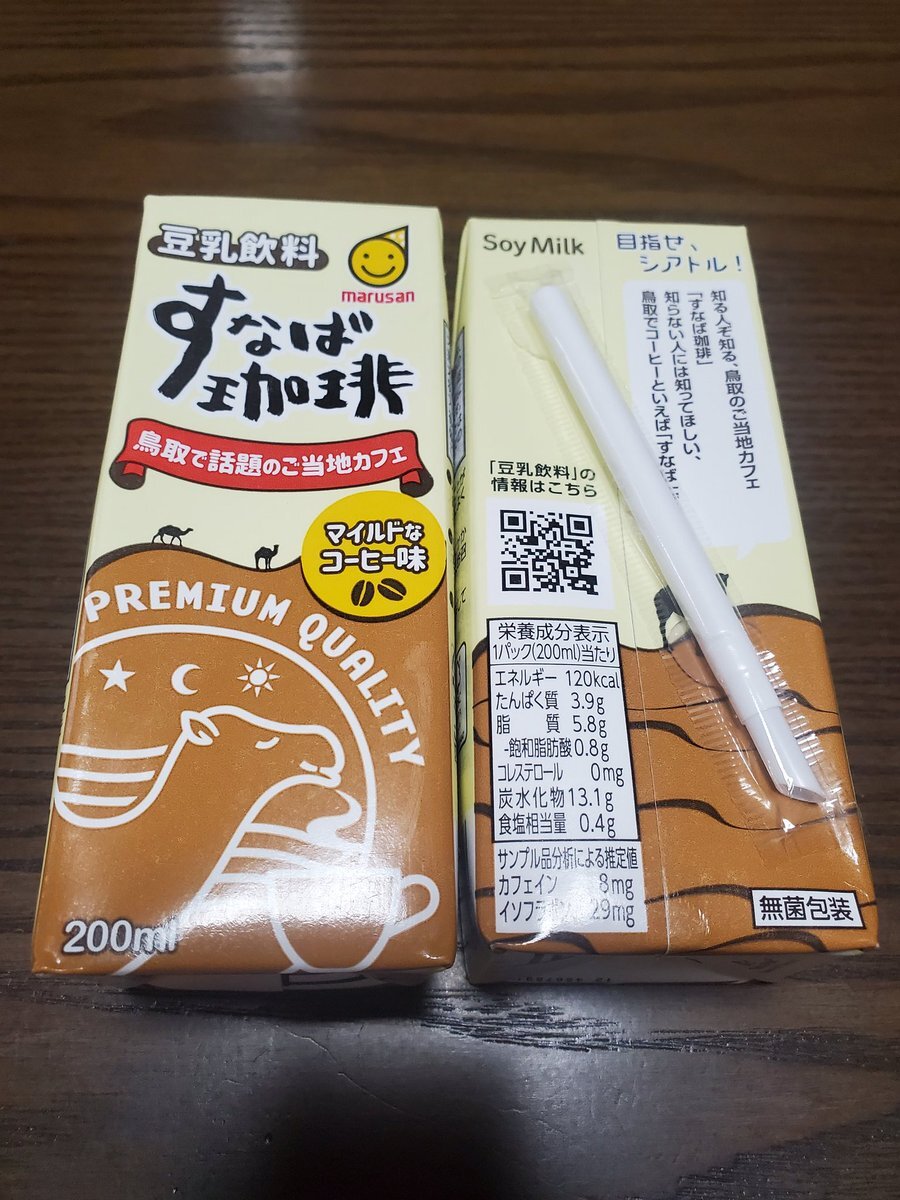 豆乳飲料
marusan
すなば
珈琲
鳥取で話題のご当地カフェ
マイルドな
コーヒー味
PREMIUM QUALITY
200ml
Soy Milk
目指せ、
シアトル!
知る人ぞ知る、鳥取のご当地カフェ
「すなば珈琲」
知らない人には知ってほしい、
鳥取でコーヒーといえば「すなば
「豆乳飲料」の
情報はこちら
栄養成分表示
1パック(200ml)当たり
エネルギー 120kcal
たんぱく質 3.9g
脂質 5.8g
-飽和脂肪酸 0.8g
コレステロール 0mg
炭水化物 13.1g
食塩相当量 0.4g
サンプル品分析による推定値
カフェイン 8mg
イソフラボン 29mg
無菌包装